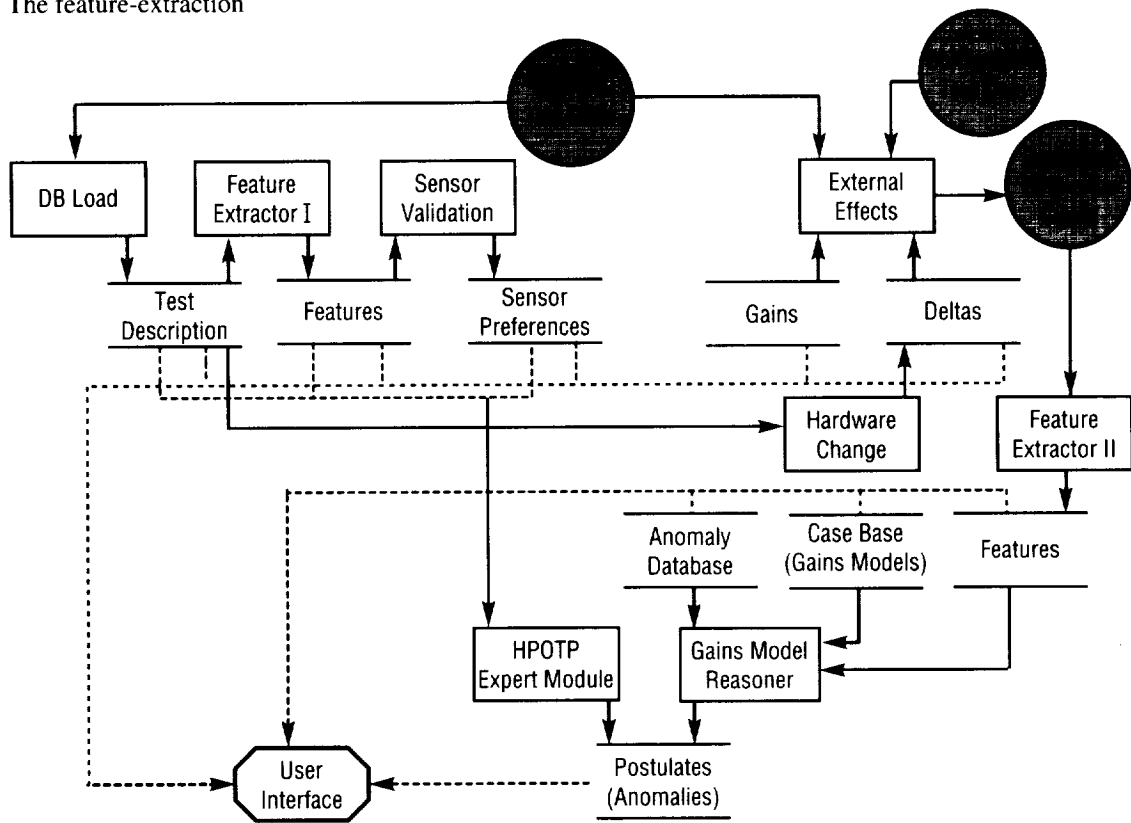 The feature-extraction
DB Load
Feature
Extractor I
Sensor
Validation
External
Effects
Test
Description
Features
Sensor
Preferences
Gains
Deltas
Hardware
Change
Feature
Extractor II
Anomaly
Database
Case Base
(Gains Models)
Features
HPOTP
Expert Module
Gains Model
Reasoner
User
Interface
Postulates
(Anomalies)